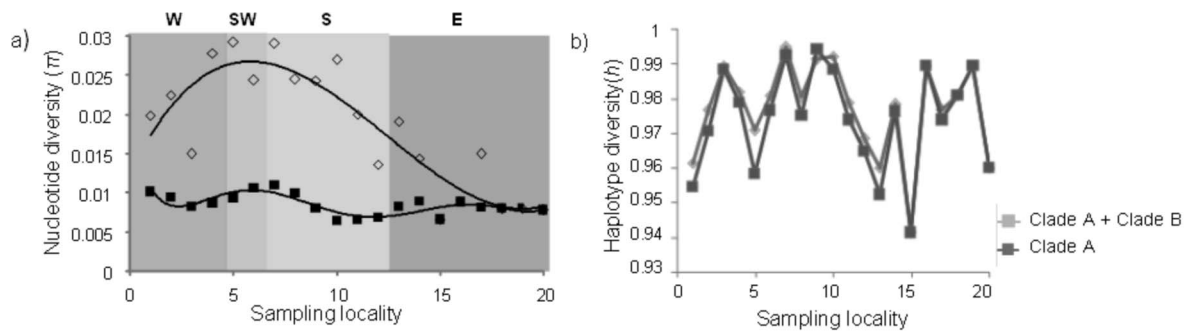 a)
W SW S E
Nucleotide diversity (π)
0.03
0.025
0.02
0.015
0.01
0.005
0
0 5 10 15 20
Sampling locality
b)
Haplotype diversity(h)
1
0.99
0.98
0.97
0.96
0.95
0.94
0.93
0 5 10 15 20
Sampling locality
Clade A + Clade B
Clade A